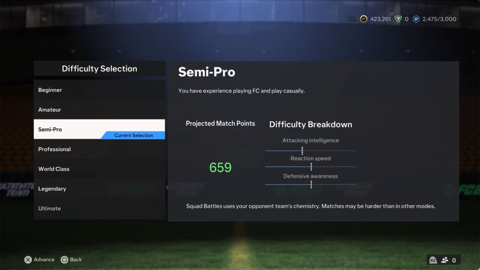 423,261 0 2,475/3,000
Difficulty Selection
Beginner
Amateur
Semi-Pro
Current Selection
Professional
World Class
Legendary
Ultimate
Semi-Pro
You have experience playing FC and play casually.
Projected Match Points
659
Difficulty Breakdown
Attacking intelligence
Reaction speed
Defensive awareness
Squad Battles uses your opponent team's chemistry. Matches may be harder than in other modes.
Advance Back
0